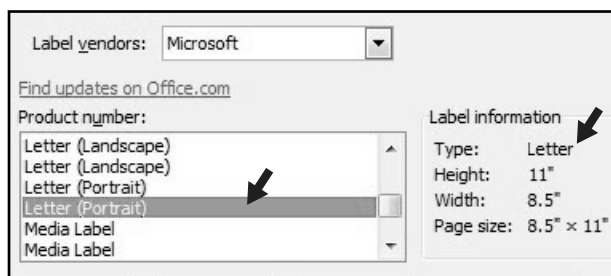 Label vendors: Microsoft
Find updates on Office.com
Product number:
Letter (Landscape)
Letter (Landscape)
Letter (Portrait)
Letter (Portrait)
Media Label
Media Label
Label information
Type: Letter
Height: 11"
Width: 8.5"
Page size: 8.5" × 11"